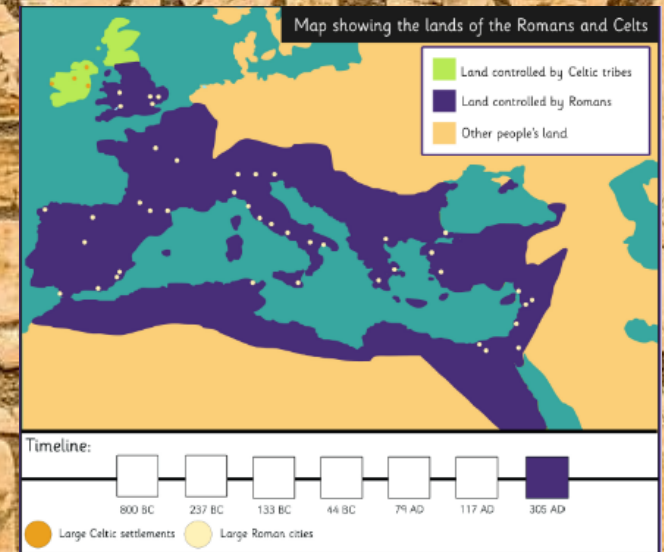 Map showing the lands of the Romans and Celts
Land controlled by Celtic tribes
Land controlled by Romans
Other people's land
Timeline:
800 BC 237 BC 133 BC 44 BC 79 AD 117 AD 305 AD
Large Celtic settlements Large Roman cities